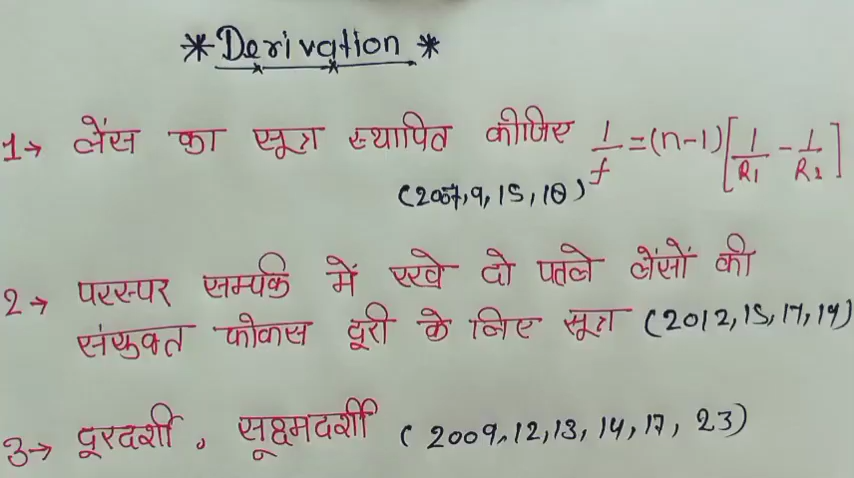 *Derivation*
1→ लेंस का सूत्र स्थापित कीजिए 1/f = (n-1)[1/R₁ - 1/R₂]
(2007, 9, 15, 18)
2→ परस्पर सम्पर्क में रखे दो पतले लेंसों की
संयुक्त फोकस दूरी के लिए सूत्र (2012, 15, 17, 19)
3→ दूरदर्शी, सूक्ष्मदर्शी (2009, 12, 13, 14, 17, 23)